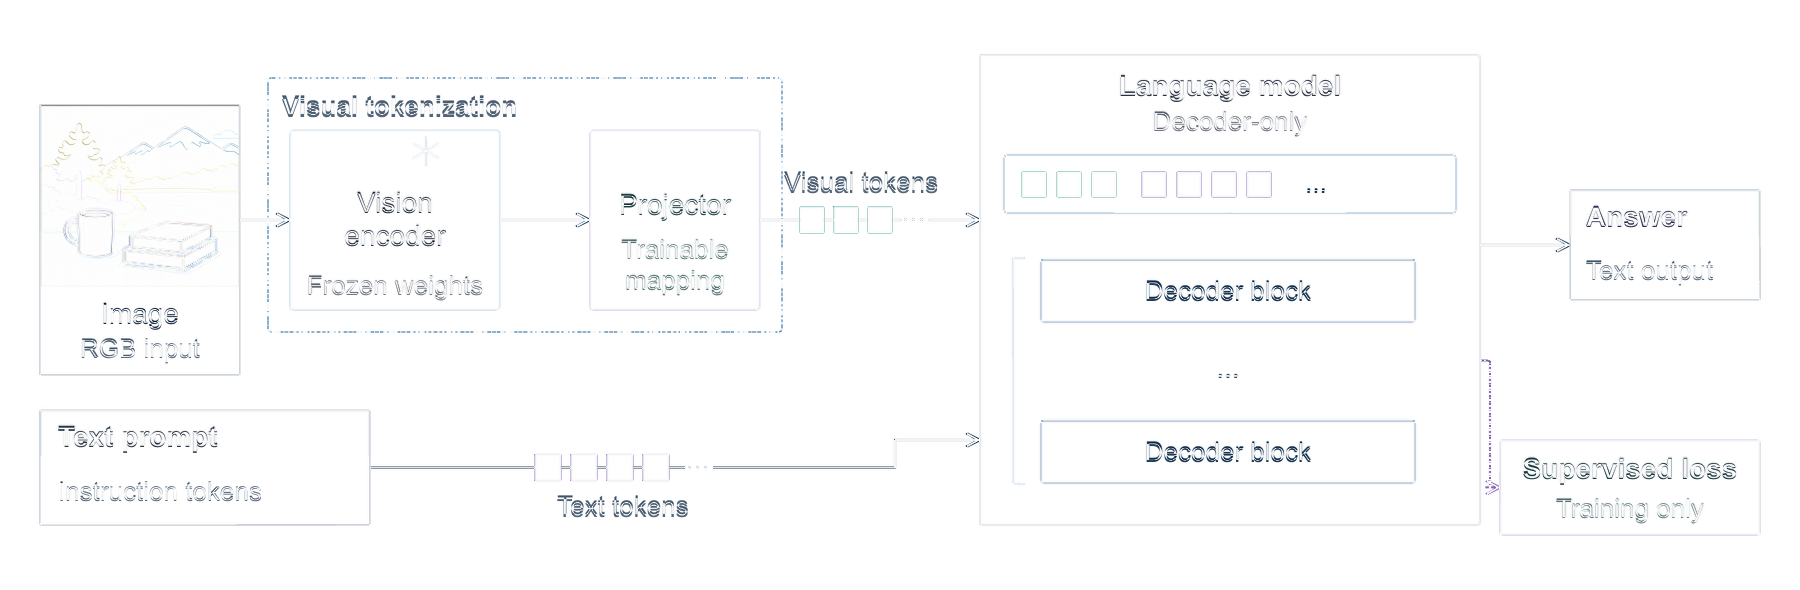 Visual tokenization
Vision
encoder
Frozen weights
Projector
Trainable
mapping
Visual tokens
Image
RGB input
Text prompt
Instruction tokens
Text tokens
Language model
Decoder-only
...
Decoder block
...
Decoder block
Answer
Text output
Supervised loss
Training only